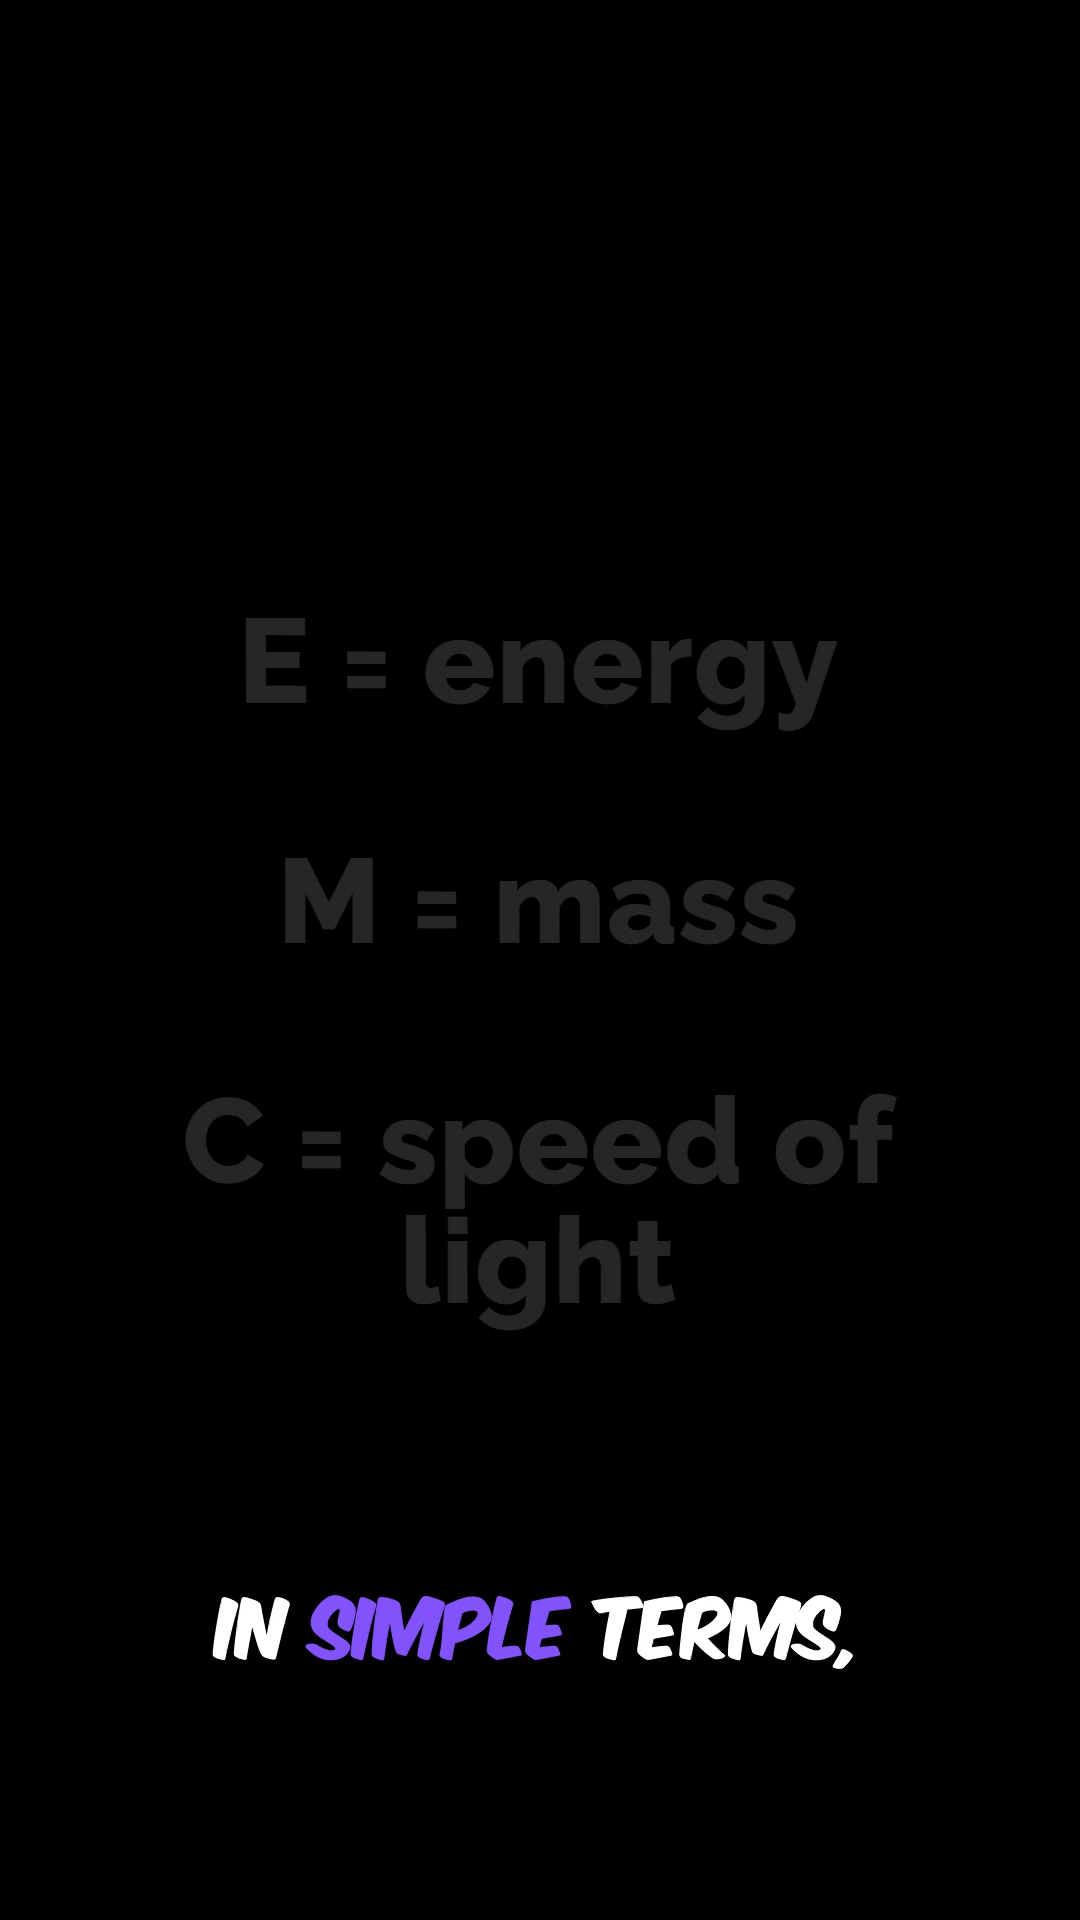 E = energy
M = mass
C = speed of
light
IN SIMPLE TERMS,